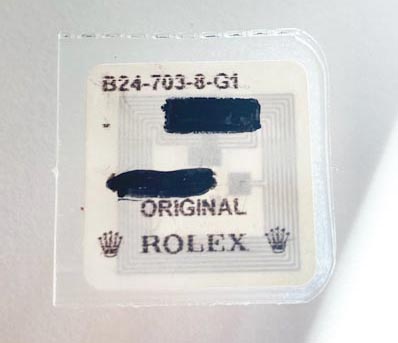 B24-703-8-G1
ORIGINAL
ROLEX